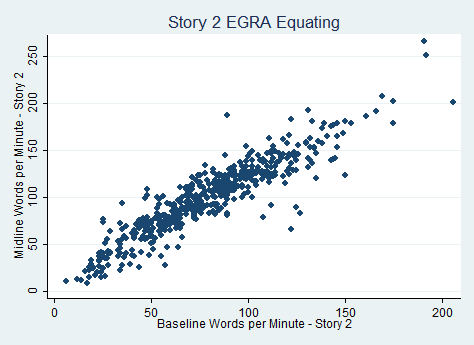 Story 2 EGRA Equating
Midline Words per Minute - Story 2
250
200
150
100
50
0
0 50 100 150 200
Baseline Words per Minute - Story 2